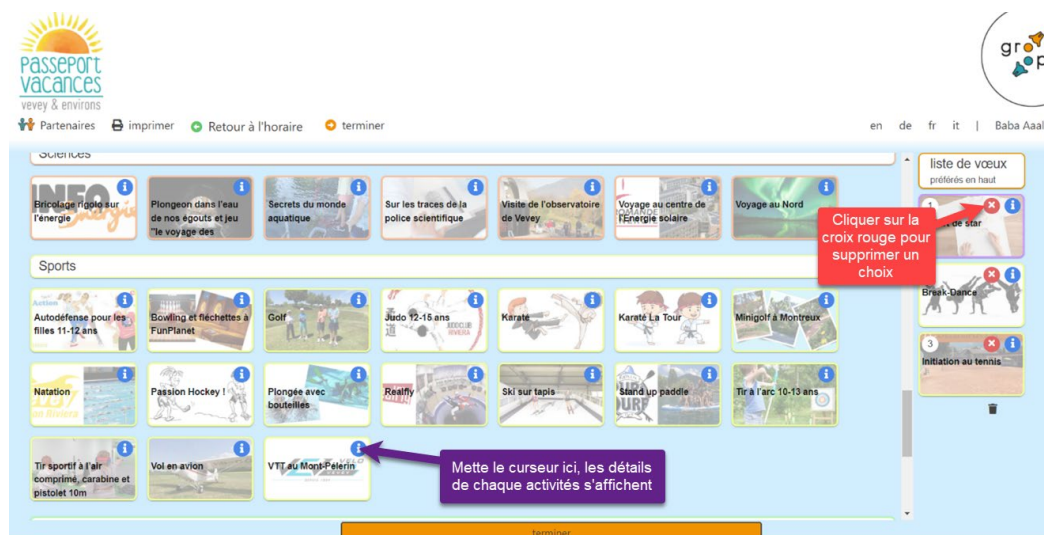 Passeport
vacances
vevey & environs
Partenaires imprimer Retour à l'horaire terminer
en de fr it | Baba Aaal
Sciences
Bricolage rigolo sur
l'énergie
Plongeon dans l'eau
de nos égouts et jeu
"le voyage des
Secrets du monde
aquatique
Sur les traces de la
police scientifique
Visite de l'observatoire
de Vevey
Voyage au centre de
l'Énergie solaire
Voyage au Nord
Sports
Autodéfense pour les
filles 11-12 ans
Bowling et fléchettes à
FunPlanet
Golf
Judo 12-15 ans
Karaté
Karaté La Tour
Minigolf à Montreux
Natation
Passion Hockey !
Plongée avec
bouteilles
Realfly
Ski sur tapis
Stand up paddle
Tir à l'arc 10-13 ans
Tir sportif à l'air
comprimé, carabine et
pistolet 10m
Vol en avion
VTT au Mont-Pèlerin
Mette le curseur ici, les détails
de chaque activités s'affichent
liste de vœux
préférés en haut
1
de star
Cliquer sur la
croix rouge pour
supprimer un
choix
Break-Dance
3
Initiation au tennis
terminer